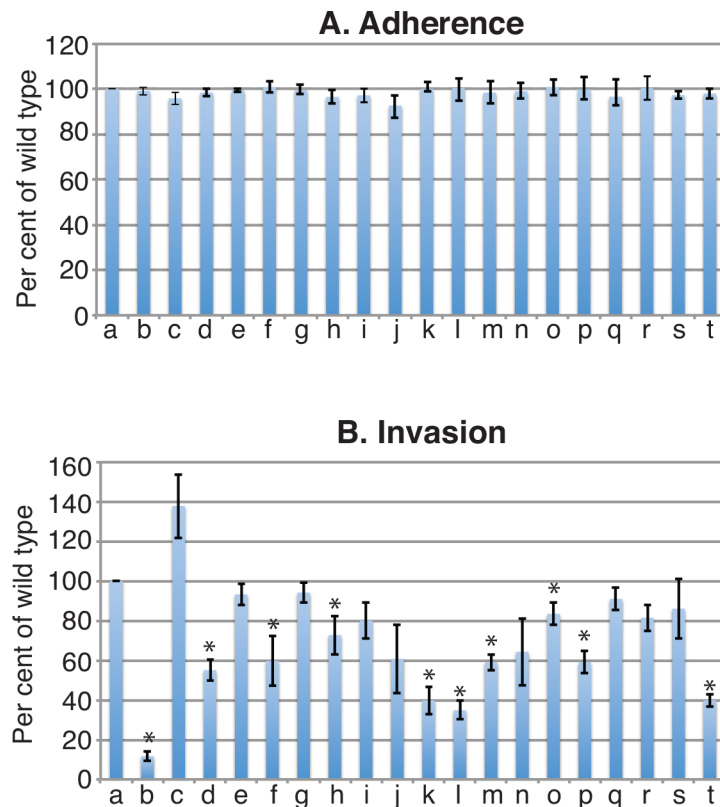 A. Adherence
Per cent of wild type
120
100
80
60
40
20
0
a b c d e f g h i j k l m n o p q r s t
B. Invasion
Per cent of wild type
160
140
120
100
80
60
40
20
0
* * * * * * * * * *
a b c d e f g h i j k l m n o p q r s t